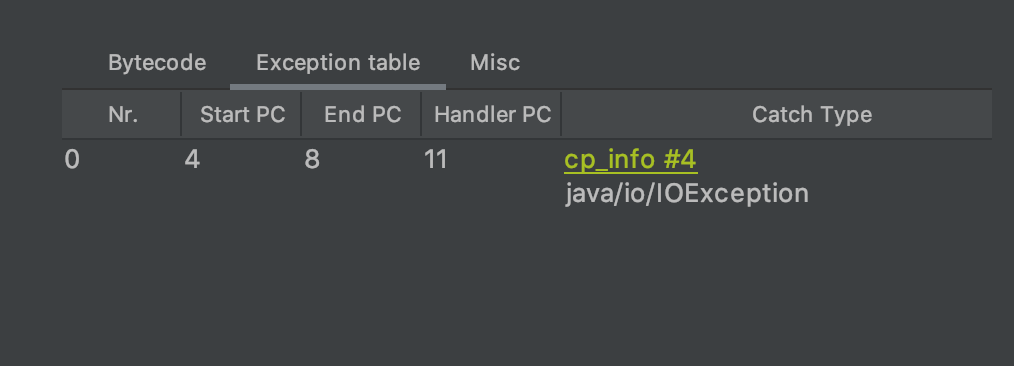 Bytecode Exception table Misc
Nr. Start PC End PC Handler PC Catch Type
0 4 8 11 cp_info #4
java/io/IOException